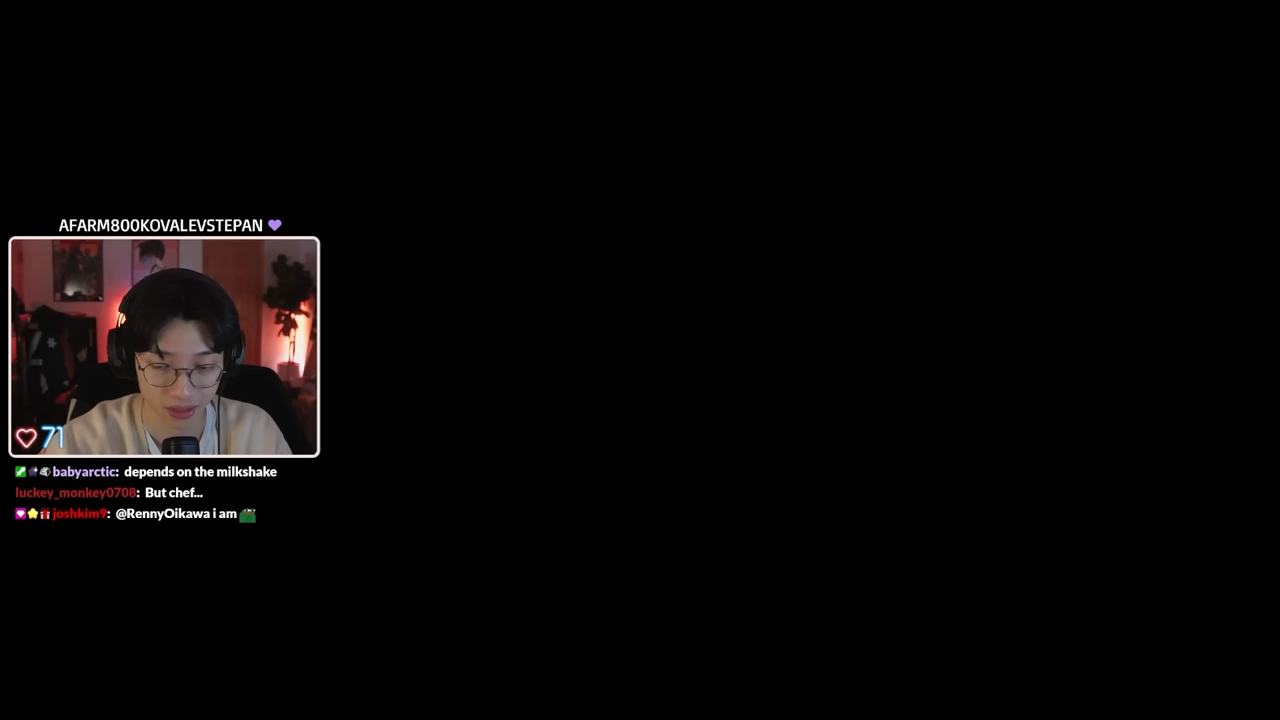 AFARM800KOVALEVSTEPAN
71
babyarctic: depends on the milkshake
luckey_monkey0708: But chef...
joshkim9: @RennyOikawa i am